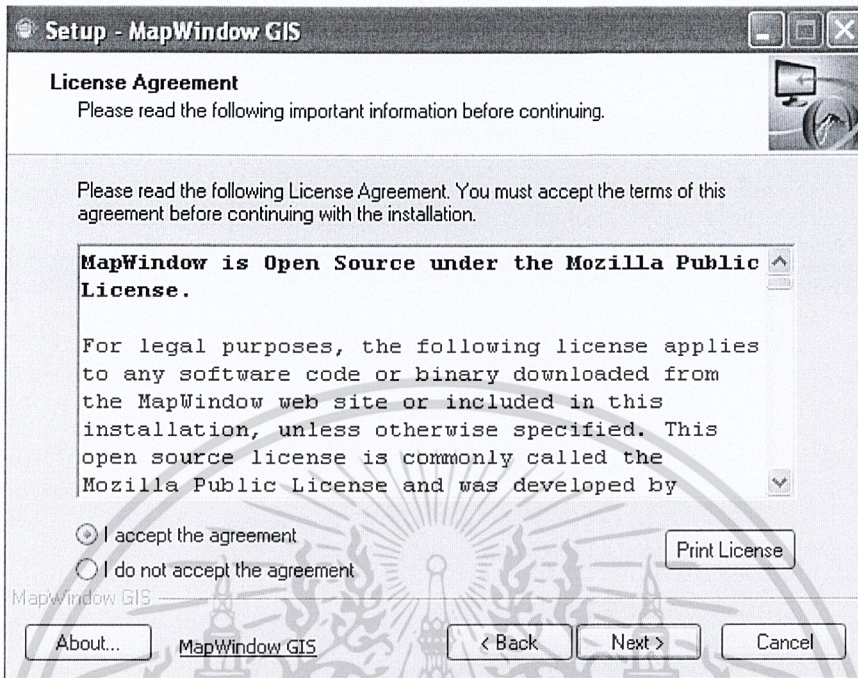 Setup - MapWindow GIS
License Agreement
Please read the following important information before continuing.
Please read the following License Agreement. You must accept the terms of this
agreement before continuing with the installation.
MapWindow is Open Source under the Mozilla Public
License.
For legal purposes, the following license applies
to any software code or binary downloaded from
the MapWindow web site or included in this
installation, unless otherwise specified. This
open source license is commonly called the
Mozilla Public License and was developed by
I accept the agreement
Print License
I do not accept the agreement
MapWindow GIS
About... MapWindow GIS < Back Next > Cancel